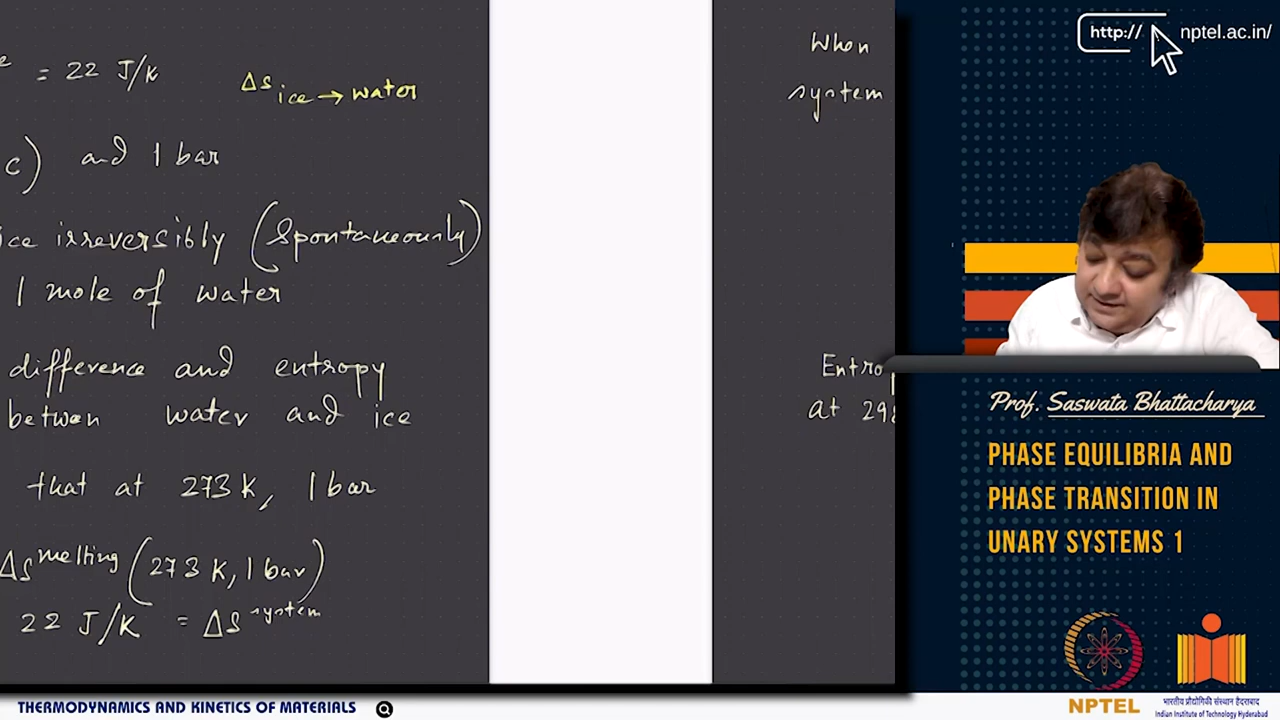 = 22 J/K
ΔS ice → water
c) and 1 bar
ice irreversibly (spontaneously)
1 mole of water
difference and entropy
betwen water and ice
that at 273 K, 1 bar
ΔS melting (273 K, 1 bar)
22 J/K = ΔS system
When
system
Entro
at 298
http:// nptel.ac.in/
Prof. Saswata Bhattacharya
PHASE EQUILIBRIA AND
PHASE TRANSITION IN
UNARY SYSTEMS 1
THERMODYNAMICS AND KINETICS OF MATERIALS
NPTEL
भारतीय प्रौद्योगिकी संस्थान हैदराबाद
Indian Institute of Technology Hyderabad